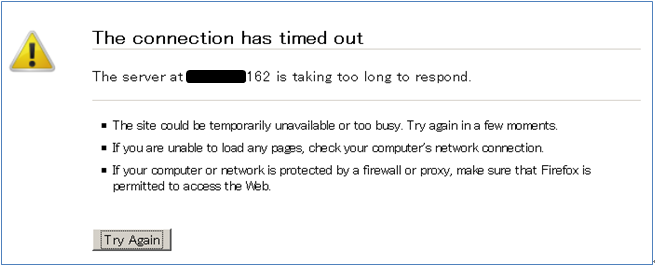 The connection has timed out
The server at 162 is taking too long to respond.
The site could be temporarily unavailable or too busy. Try again in a few moments.
If you are unable to load any pages, check your computer's network connection.
If your computer or network is protected by a firewall or proxy, make sure that Firefox is
permitted to access the Web.
Try Again